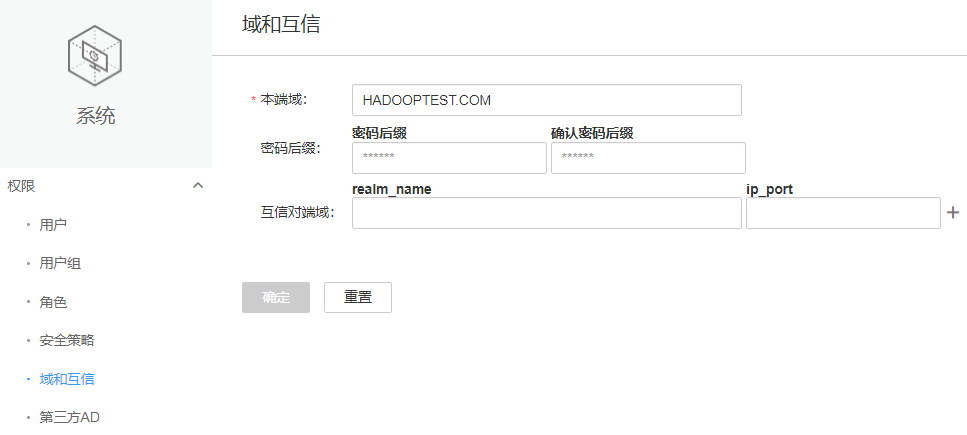 系统
权限
用户
用户组
角色
安全策略
域和互信
第三方AD
域和互信
* 本端域： HADOOPTEST.COM
密码后缀 确认密码后缀
密码后缀： ****** ******
realm_name ip_port
互信对端域： +
确定 重置